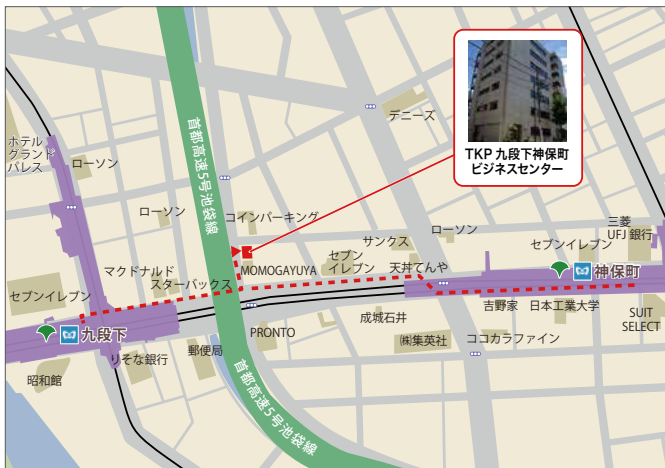 デニーズ
TKP 九段下神保町
ビジネスセンター
ホテル
グランド
パレス
ローソン
首都高速5号池袋線
ローソン
コインパーキング
ローソン
三菱
UFJ 銀行
サンクス
セブン
イレブン
セブンイレブン
MOMOGAYUYA
天丼てんや
神保町
マクドナルド
スターバックス
セブンイレブン
吉野家
日本工業大学
成城石井
SUIT
SELECT
九段下
PRONTO
㈱集英社
ココカラファイン
郵便局
りそな銀行
昭和館
首都高速5号池袋線